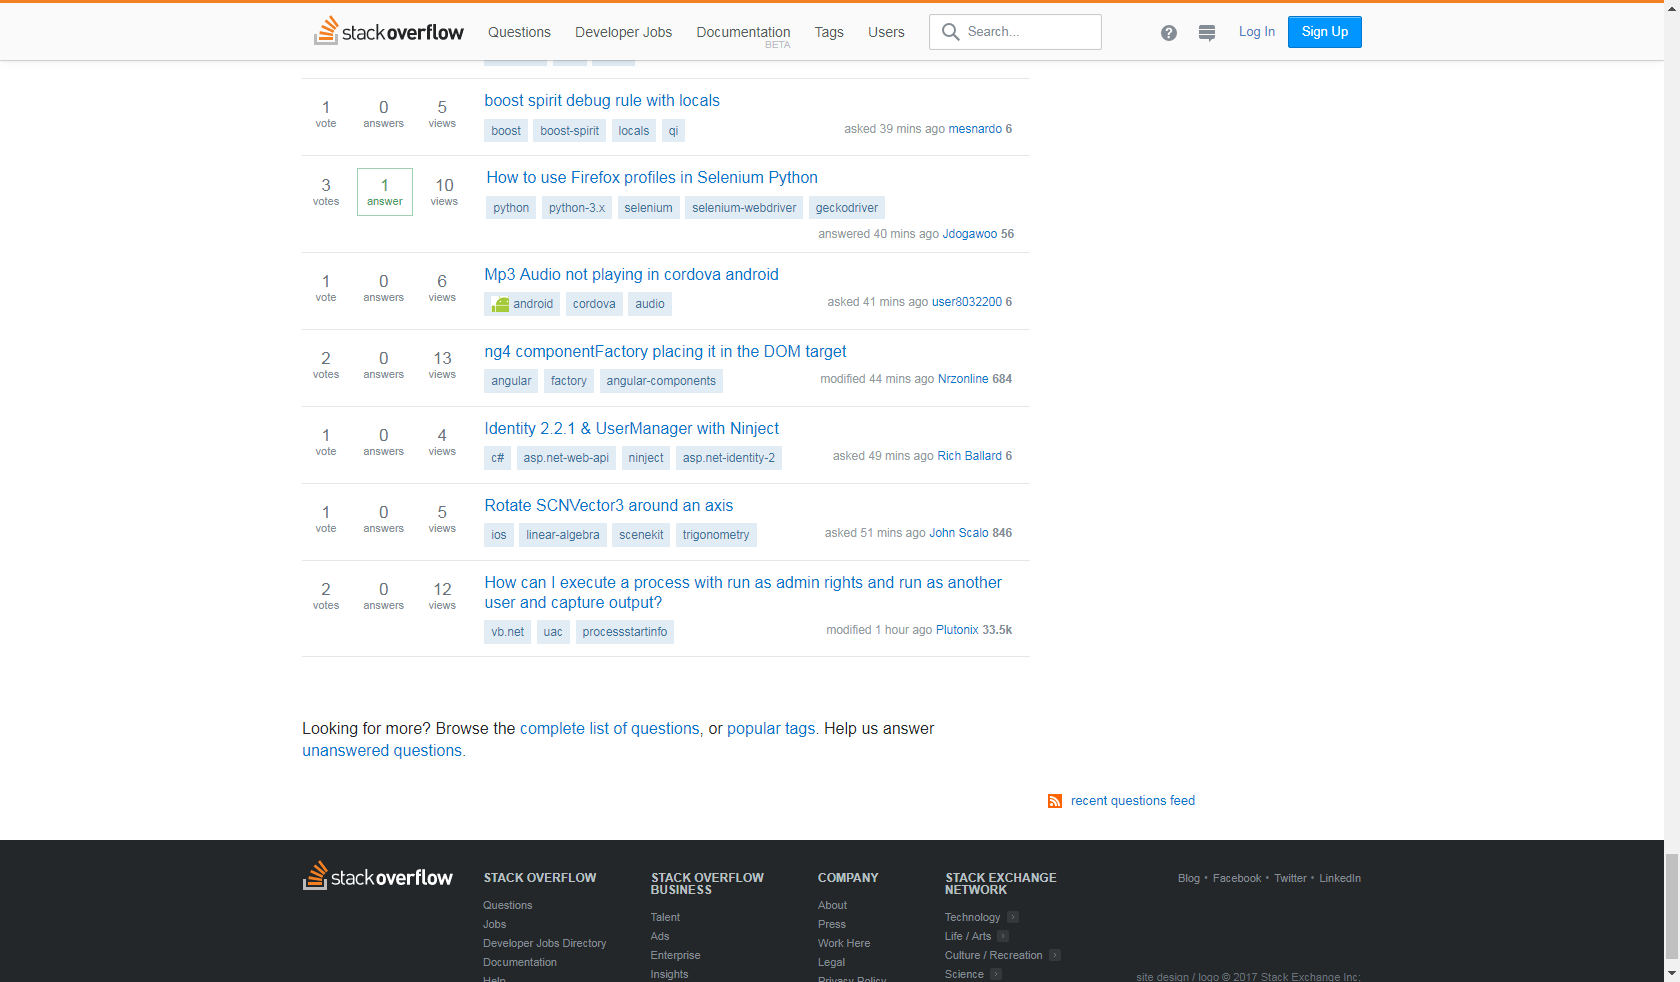 stackoverflow Questions Developer Jobs Documentation BETA Tags Users Search... Log In Sign Up
1 vote 0 answers 5 views
boost spirit debug rule with locals
boost boost-spirit locals qi
asked 39 mins ago mesnardo 6
3 votes 1 answer 10 views
How to use Firefox profiles in Selenium Python
python python-3.x selenium selenium-webdriver geckodriver
answered 40 mins ago Jdogawoo 56
1 vote 0 answers 6 views
Mp3 Audio not playing in cordova android
android cordova audio
asked 41 mins ago user8032200 6
2 votes 0 answers 13 views
ng4 componentFactory placing it in the DOM target
angular factory angular-components
modified 44 mins ago Nrzonline 684
1 vote 0 answers 4 views
Identity 2.2.1 & UserManager with Ninject
c# asp.net-web-api ninject asp.net-identity-2
asked 49 mins ago Rich Ballard 6
1 vote 0 answers 5 views
Rotate SCNVector3 around an axis
ios linear-algebra scenekit trigonometry
asked 51 mins ago John Scalo 846
2 votes 0 answers 12 views
How can I execute a process with run as admin rights and run as another
user and capture output?
vb.net uac processstartinfo
modified 1 hour ago Plutonix 33.5k
Looking for more? Browse the complete list of questions, or popular tags. Help us answer
unanswered questions.
recent questions feed
stackoverflow
STACK OVERFLOW
Questions
Jobs
Developer Jobs Directory
Documentation
Help
STACK OVERFLOW
BUSINESS
Talent
Ads
Enterprise
Insights
COMPANY
About
Press
Work Here
Legal
Privacy Policy
STACK EXCHANGE
NETWORK
Technology
Life / Arts
Culture / Recreation
Science
Blog • Facebook • Twitter • LinkedIn
site design / logo © 2017 Stack Exchange Inc;